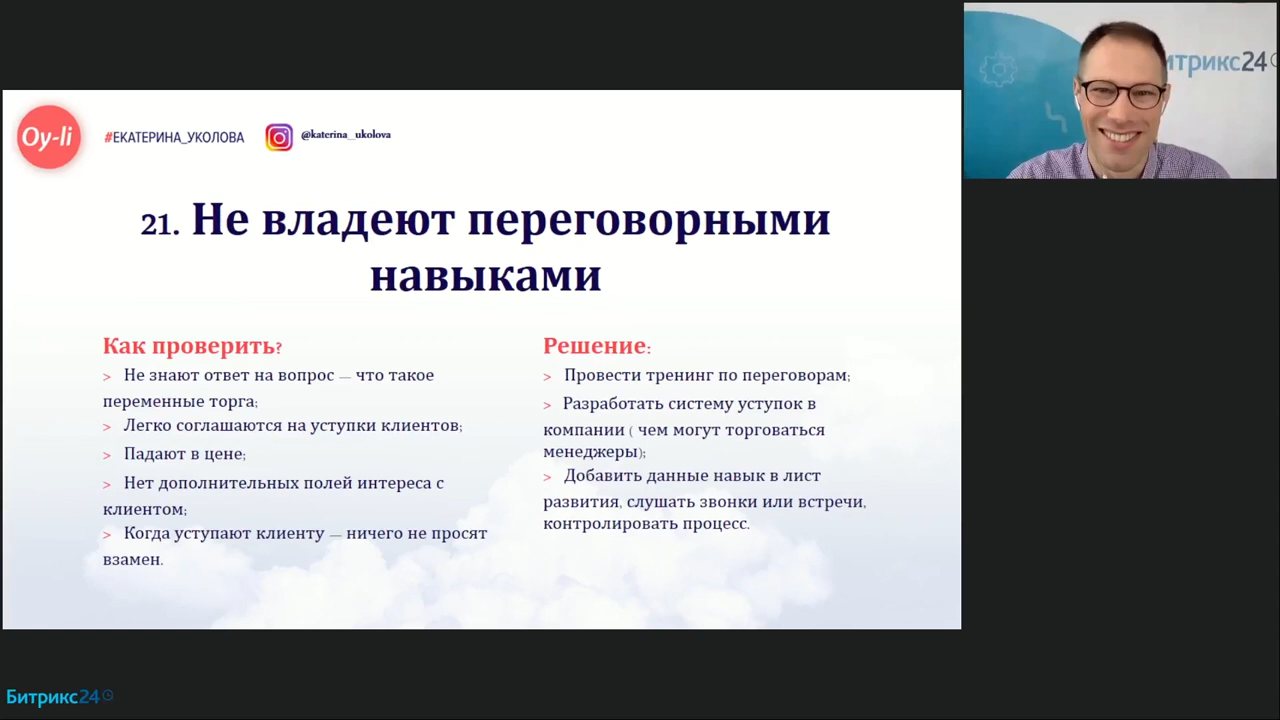 Oy-li
#ЕКАТЕРИНА_УКОЛОВА
@katerina_ukolova
21. Не владеют переговорными
навыками
Как проверить?
> Не знают ответ на вопрос — что такое
переменные торга;
> Легко соглашаются на уступки клиентов;
> Падают в цене;
> Нет дополнительных полей интереса с
клиентом;
> Когда уступают клиенту — ничего не просят
взамен.
Решение:
> Провести тренинг по переговорам;
> Разработать систему уступок в
компании ( чем могут торговаться
менеджеры);
> Добавить данные навык в лист
развития, слушать звонки или встречи,
контролировать процесс.
итрикс24
Битрикс24